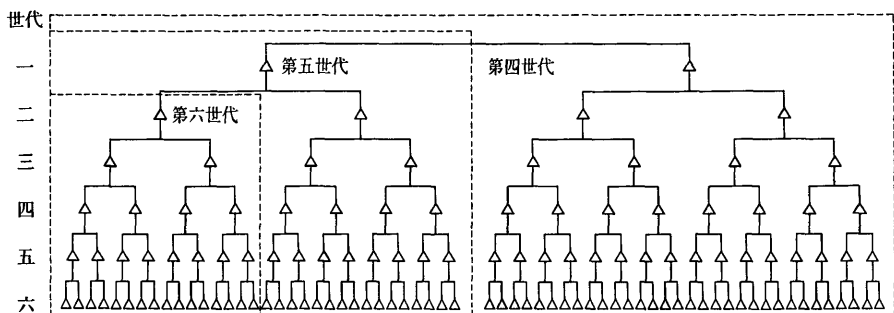 世代
一 第五世代 第四世代
二 第六世代
三
四
五
六